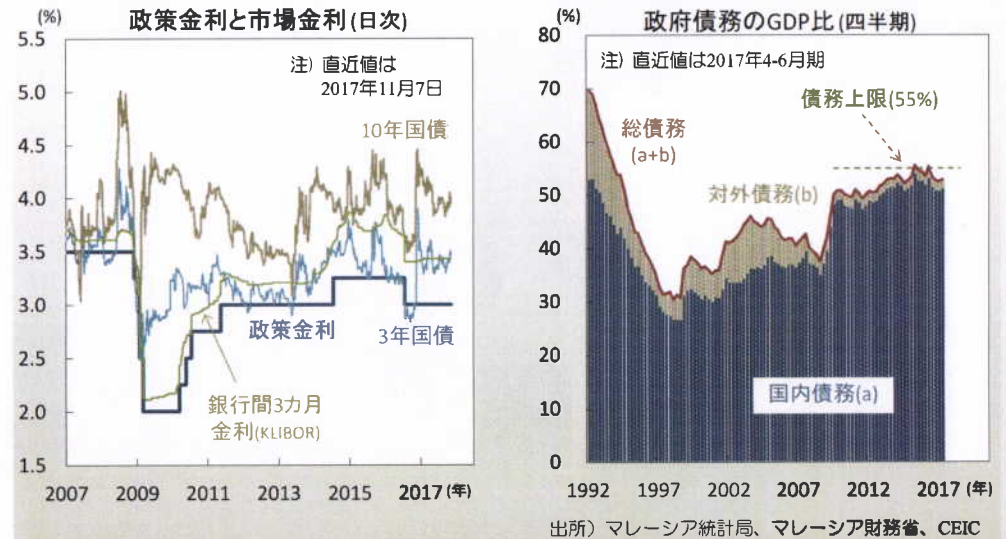 政策金利と市場金利(日次)
(%)
5.5
5.0
4.5
4.0
3.5
3.0
2.5
2.0
1.5
注) 直近値は
2017年11月7日
10年国債
政策金利
3年国債
銀行間3カ月
金利(KLIBOR)
2007 2009 2011 2013 2015 2017 (年)
政府債務のGDP比(四半期)
(%)
80
70
60
50
40
30
20
10
0
注) 直近値は2017年4-6月期
債務上限(55%)
総債務
(a+b)
対外債務(b)
国内債務(a)
1992 1997 2002 2007 2012 2017 (年)
出所）マレーシア統計局、マレーシア財務省、CEIC